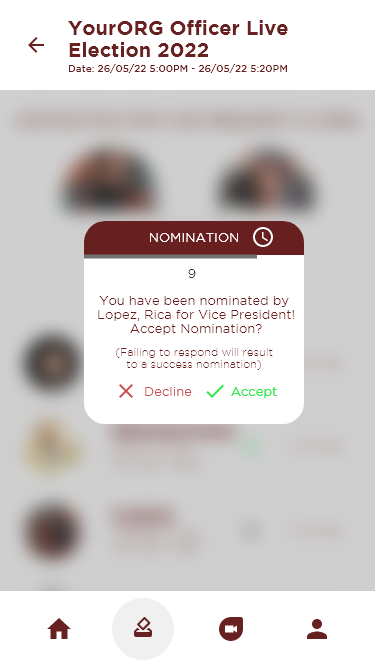 YourORG Officer Live
Election 2022
Date: 26/05/22 5:00PM - 26/05/22 5:20PM
NOMINATION
9
You have been nominated by
Lopez, Rica for Vice President!
Accept Nomination?
(Failing to respond will result
to a success nomination)
Decline Accept